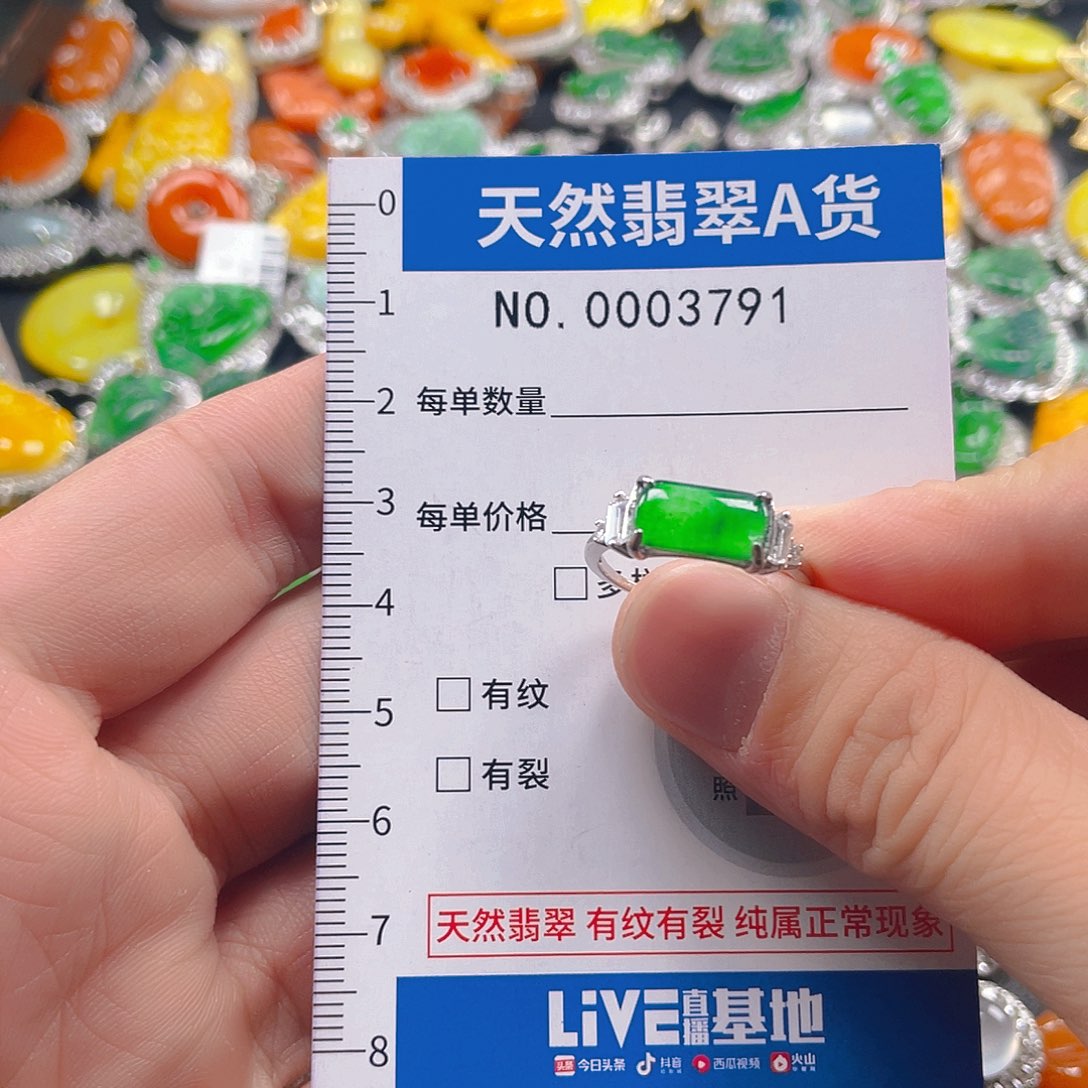 天然翡翠A货
NO. 0003791
0
1
2
3
4
5
6
7
8
每单数量
每单价格
有纹
有裂
照
天然翡翠 有纹有裂 纯属正常现象
LiVE直播基地
头条 今日头条 抖音 西瓜视频 火山